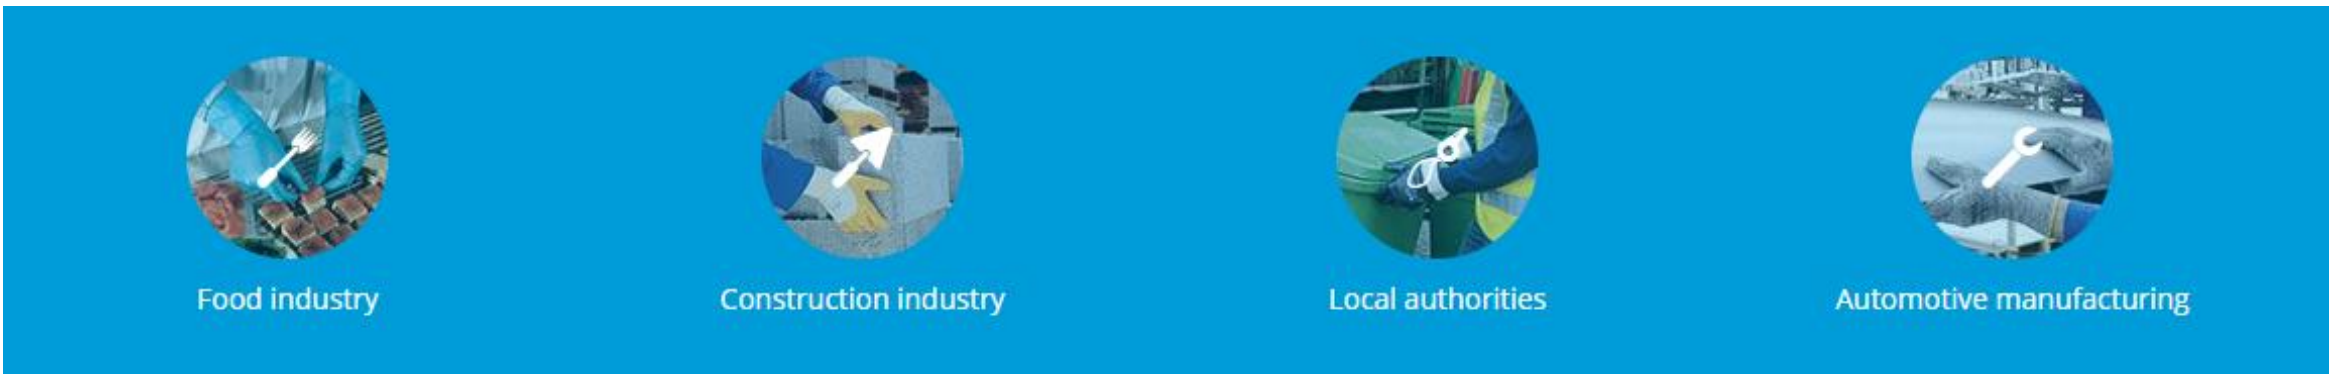 Food industry
Construction industry
Local authorities
Automotive manufacturing